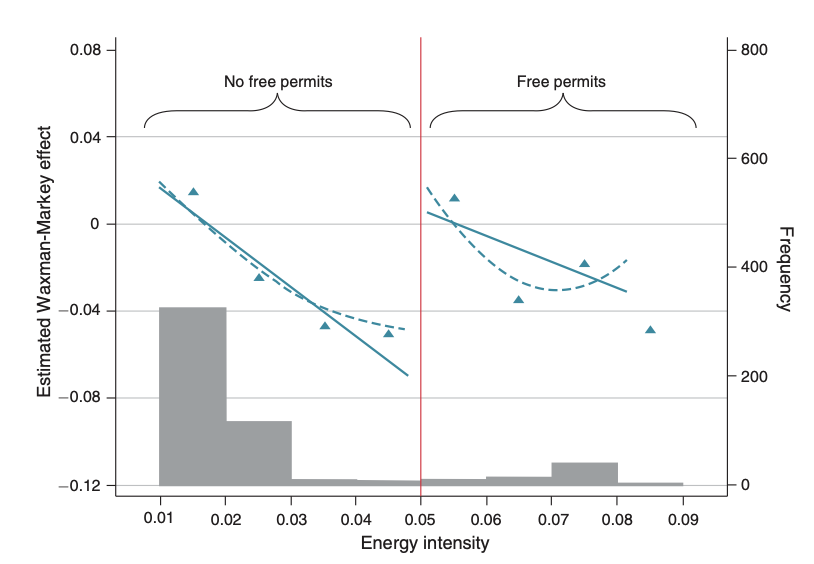 0.08
0.04
0
−0.04
−0.08
−0.12
Estimated Waxman-Markey effect
No free permits
Free permits
800
600
400
200
0
Frequency
0.01 0.02 0.03 0.04 0.05 0.06 0.07 0.08 0.09
Energy intensity